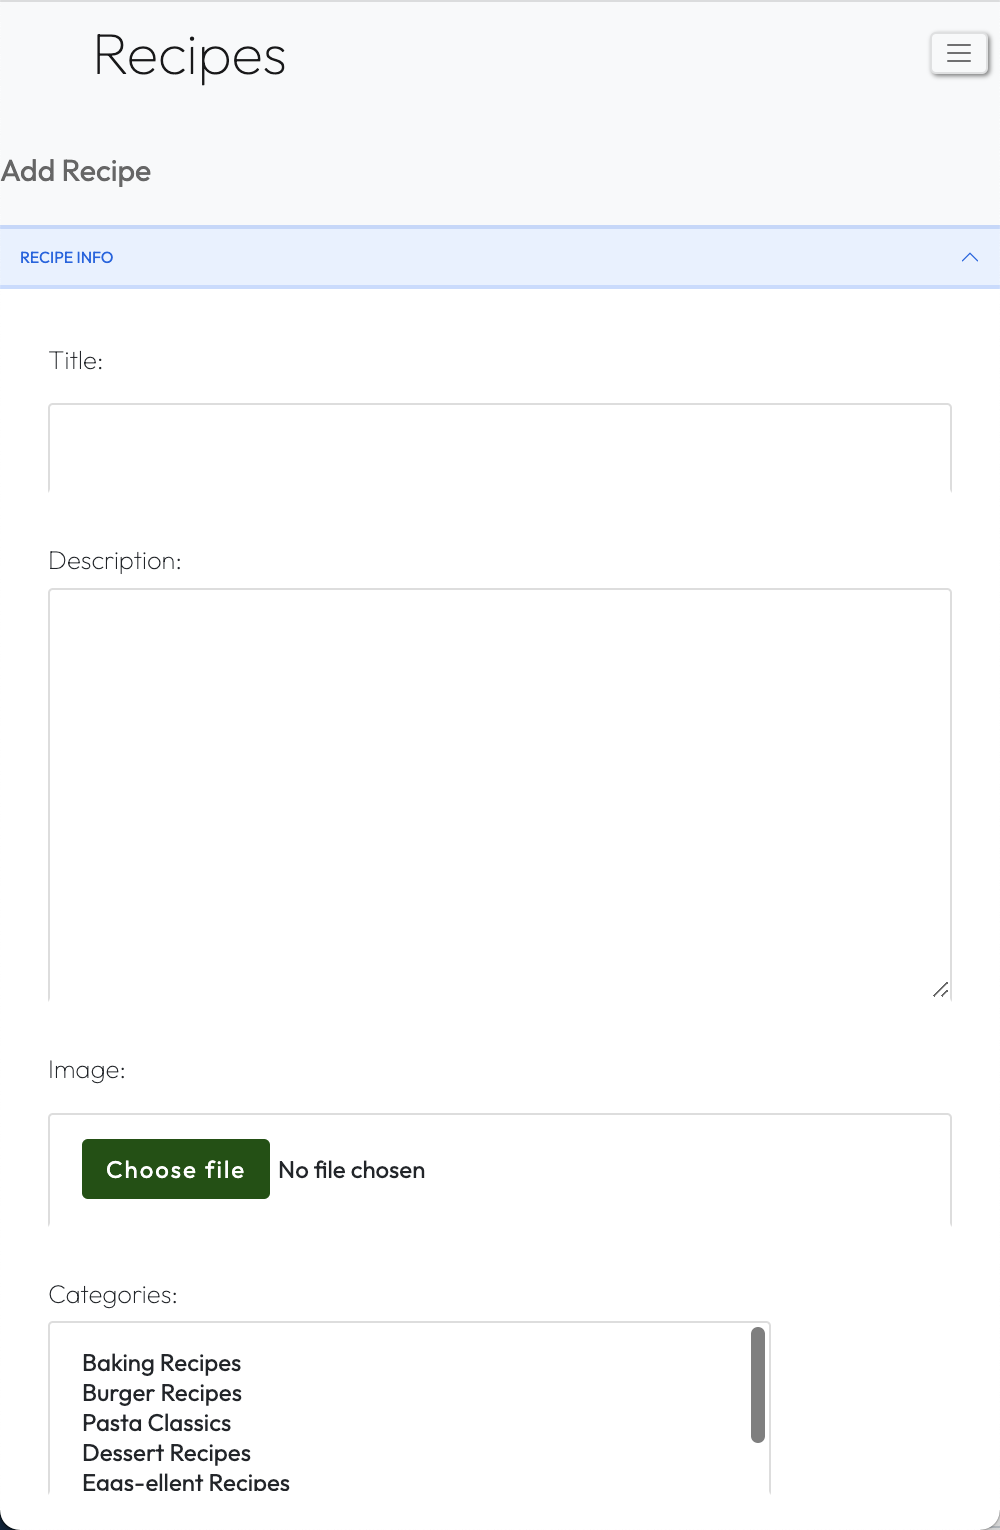 Recipes
Add Recipe
RECIPE INFO
Title:
Description:
Image:
Choose file No file chosen
Categories:
Baking Recipes
Burger Recipes
Pasta Classics
Dessert Recipes
Eggs-ellent Recipes